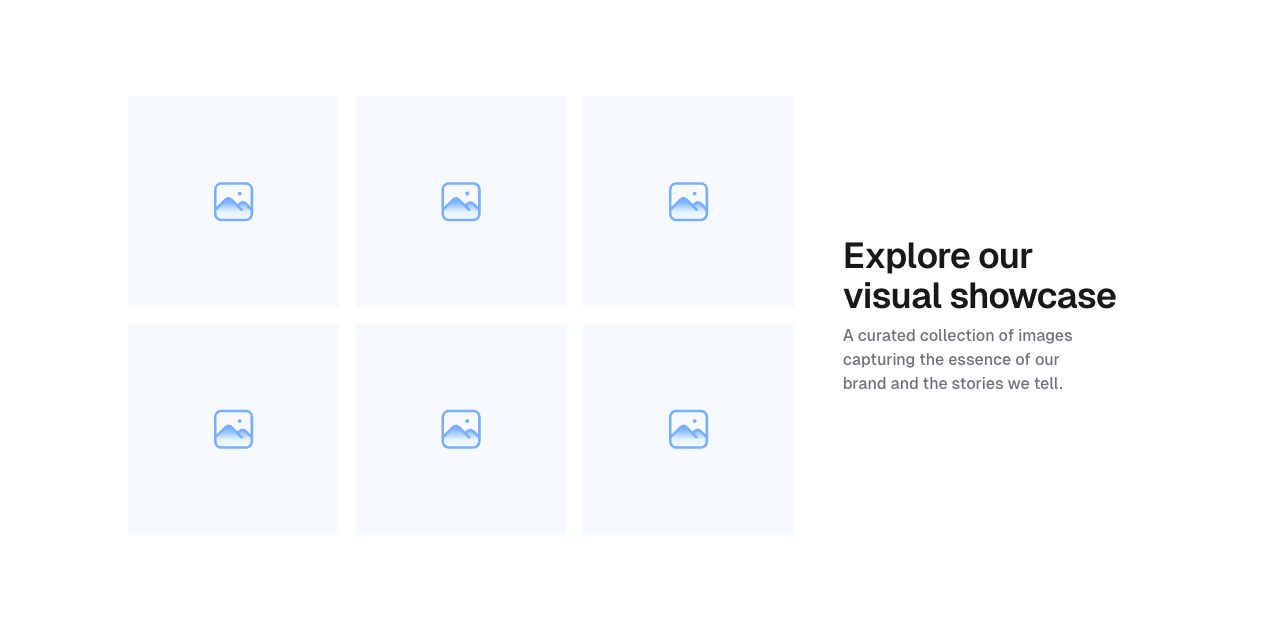 Explore our
visual showcase
A curated collection of images
capturing the essence of our
brand and the stories we tell.